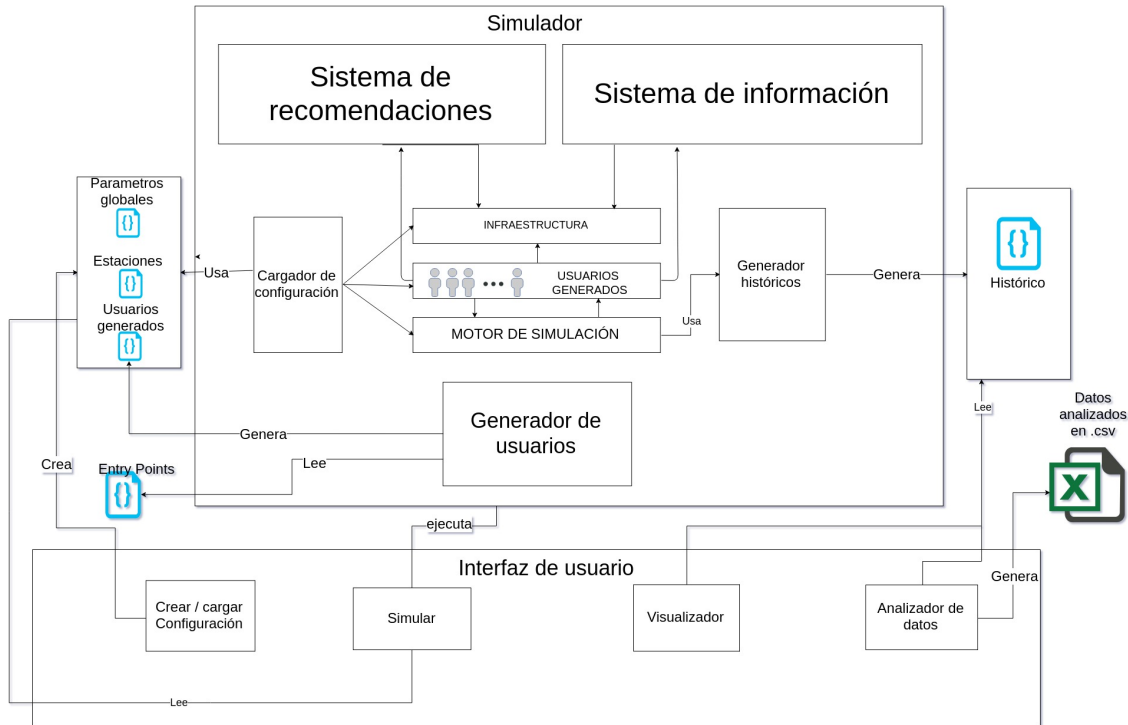 Simulador
Sistema de
recomendaciones
Sistema de información
Parametros
globales
{}
Estaciones
{}
Usuarios
generados
{}
Usa
Cargador de
configuración
INFRAESTRUCTURA
USUARIOS
GENERADOS
MOTOR DE SIMULACIÓN
Usa
Generador
históricos
Genera
{}
Histórico
Generador de
usuarios
Genera
Lee
Crea
Entry Points
{}
Lee
Datos
analizados
en .csv
X
ejecuta
Interfaz de usuario
Crear / cargar
Configuración
Simular
Visualizador
Analizador de
datos
Genera
Lee